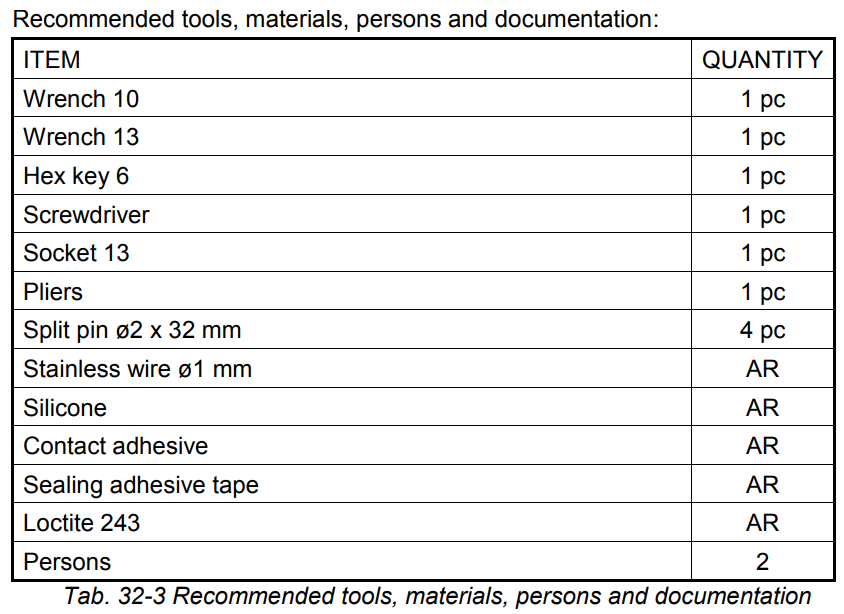 Recommended tools, materials, persons and documentation:
ITEM QUANTITY
Wrench 10 1 pc
Wrench 13 1 pc
Hex key 6 1 pc
Screwdriver 1 pc
Socket 13 1 pc
Pliers 1 pc
Split pin ø2 x 32 mm 4 pc
Stainless wire ø1 mm AR
Silicone AR
Contact adhesive AR
Sealing adhesive tape AR
Loctite 243 AR
Persons 2
Tab. 32-3 Recommended tools, materials, persons and documentation